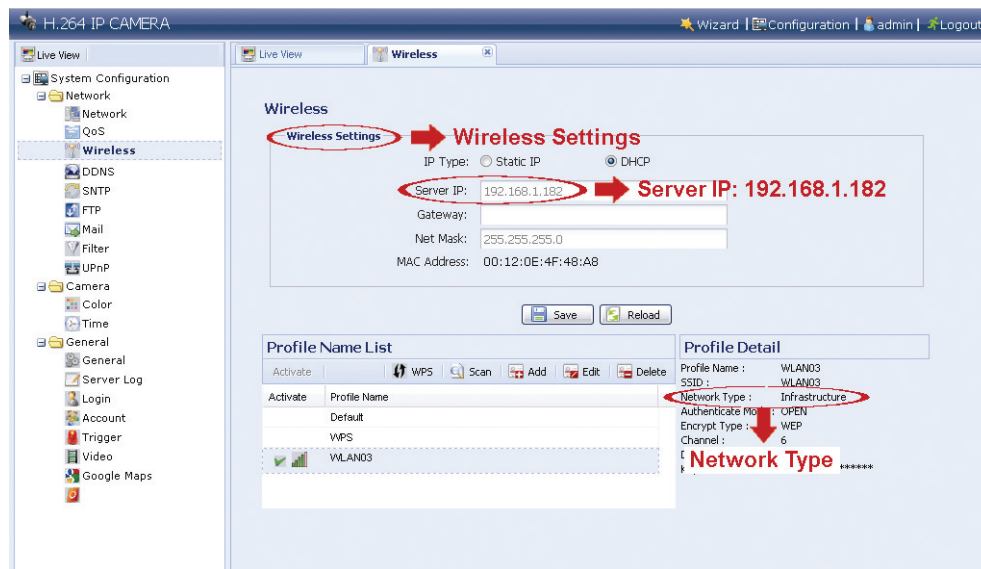 H.264 IP CAMERA
Wizard | Configuration | admin | Logout
Live View
System Configuration
Network
Network
QoS
Wireless
DDNS
SNTP
FTP
Mail
Filter
UPnP
Camera
Color
Time
General
General
Server Log
Login
Account
Trigger
Video
Google Maps
Live View
Wireless
Wireless
Wireless Settings
Wireless Settings
IP Type: Static IP DHCP
Server IP: 192.168.1.182
Server IP: 192.168.1.182
Gateway:
Net Mask: 255.255.255.0
MAC Address: 00:12:0E:4F:48:A8
Save Reload
Profile Name List
Activate WPS Scan Add Edit Delete
Activate Profile Name
Default
WPS
WLAN03
Profile Detail
Profile Name : WLAN03
SSID : WLAN03
Network Type : Infrastructure
Authenticate : OPEN
Encrypt Type : WEP
Channel : 6
Network Type
******